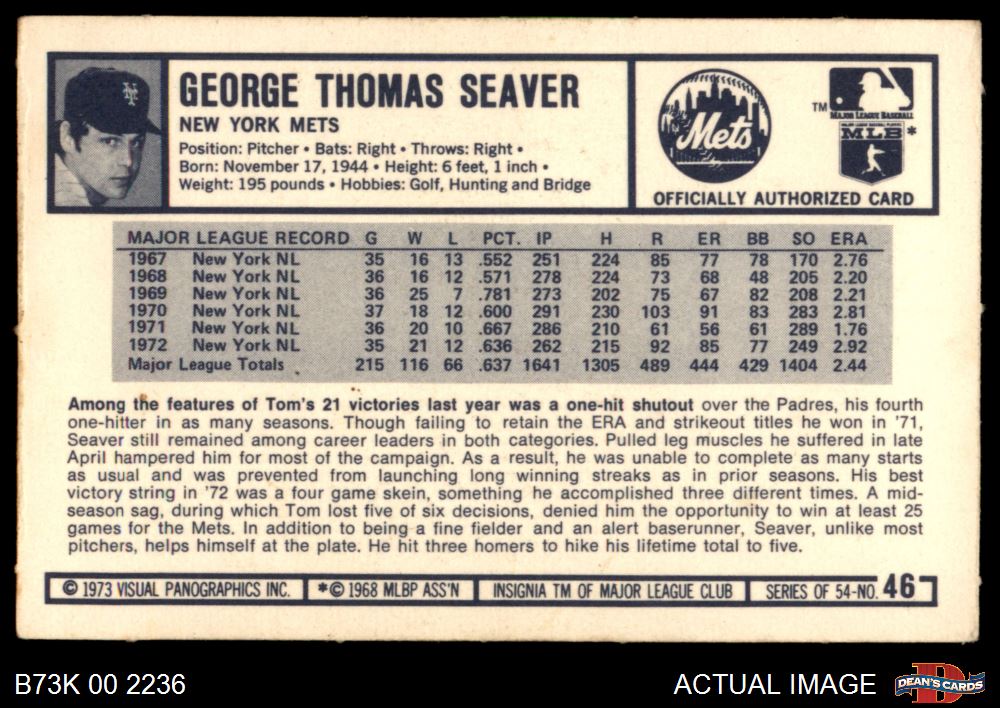 GEORGE THOMAS SEAVER
NEW YORK METS
Position: Pitcher • Bats: Right • Throws: Right •
Born: November 17, 1944 • Height: 6 feet, 1 inch •
Weight: 195 pounds • Hobbies: Golf, Hunting and Bridge
NY
Mets
TM
MAJOR LEAGUE BASEBALL
MAJOR LEAGUE BASEBALL PLAYERS
MLB*
OFFICIALLY AUTHORIZED CARD
MAJOR LEAGUE RECORD G W L PCT. IP H R ER BB SO ERA
1967 New York NL 35 16 13 .552 251 224 85 77 78 170 2.76
1968 New York NL 36 16 12 .571 278 224 73 68 48 205 2.20
1969 New York NL 36 25 7 .781 273 202 75 67 82 208 2.21
1970 New York NL 37 18 12 .600 291 230 103 91 83 283 2.81
1971 New York NL 36 20 10 .667 286 210 61 56 61 289 1.76
1972 New York NL 35 21 12 .636 262 215 92 85 77 249 2.92
Major League Totals 215 116 66 .637 1641 1305 489 444 429 1404 2.44
Among the features of Tom's 21 victories last year was a one-hit shutout over the Padres, his fourth
one-hitter in as many seasons. Though failing to retain the ERA and strikeout titles he won in '71,
Seaver still remained among career leaders in both categories. Pulled leg muscles he suffered in late
April hampered him for most of the campaign. As a result, he was unable to complete as many starts
as usual and was prevented from launching long winning streaks as in prior seasons. His best
victory string in '72 was a four game skein, something he accomplished three different times. A mid-
season sag, during which Tom lost five of six decisions, denied him the opportunity to win at least 25
games for the Mets. In addition to being a fine fielder and an alert baserunner, Seaver, unlike most
pitchers, helps himself at the plate. He hit three homers to hike his lifetime total to five.
© 1973 VISUAL PANOGRAPHICS INC. *© 1968 MLBP ASS'N INSIGNIA TM OF MAJOR LEAGUE CLUB SERIES OF 54-NO. 46
B73K 00 2236
ACTUAL IMAGE
D
DEAN'S CARDS